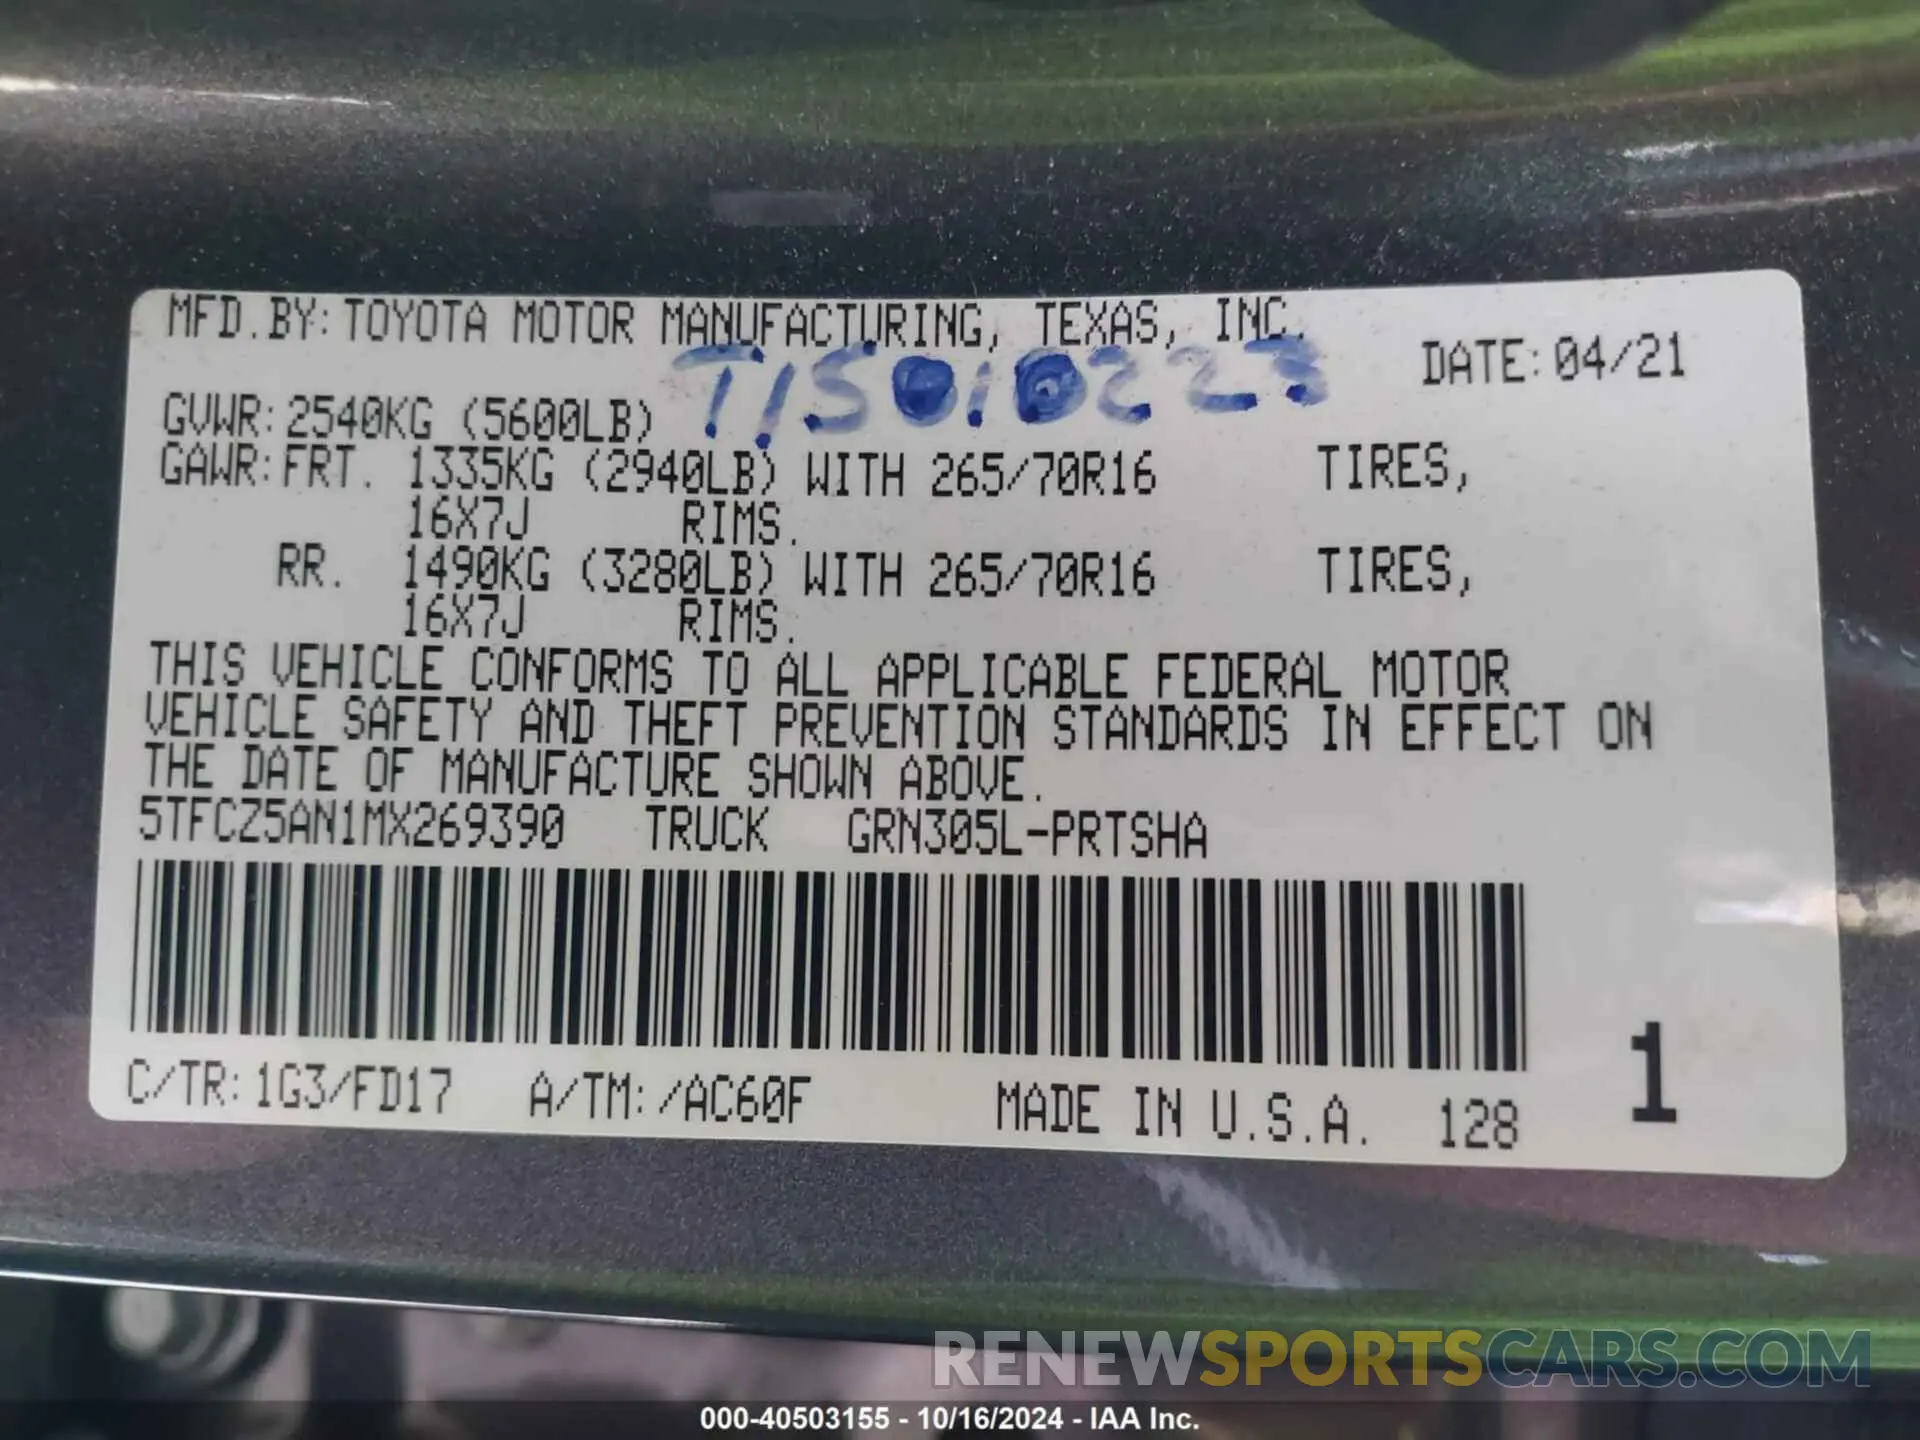 MFD.BY: TOYOTA MOTOR MANUFACTURING, TEXAS, INC.
DATE: 04/21
T15010223
GVWR: 2540KG (5600LB)
GAWR: FRT. 1335KG (2940LB) WITH 265/70R16 TIRES,
16X7J RIMS.
RR. 1490KG (3280LB) WITH 265/70R16 TIRES,
16X7J RIMS.
THIS VEHICLE CONFORMS TO ALL APPLICABLE FEDERAL MOTOR
VEHICLE SAFETY AND THEFT PREVENTION STANDARDS IN EFFECT ON
THE DATE OF MANUFACTURE SHOWN ABOVE.
5TFCZ5AN1MX269390 TRUCK GRN305L-PRTSHA
1
C/TR: 1G3/FD17 A/TM: /AC60F MADE IN U.S.A. 128
RENEWSPORTSCARS.COM
000-40503155 - 10/16/2024 - IAA Inc.